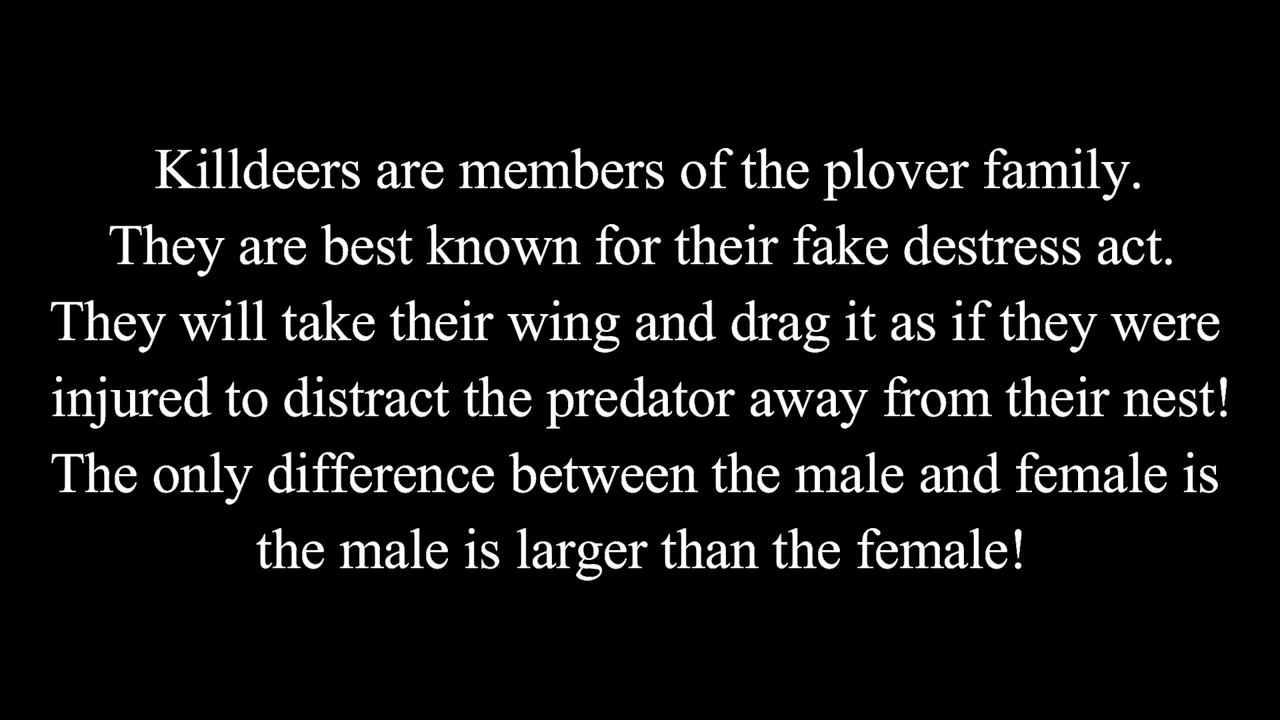 Killdeers are members of the plover family.
They are best known for their fake destress act.
They will take their wing and drag it as if they were
injured to distract the predator away from their nest!
The only difference between the male and female is
the male is larger than the female!